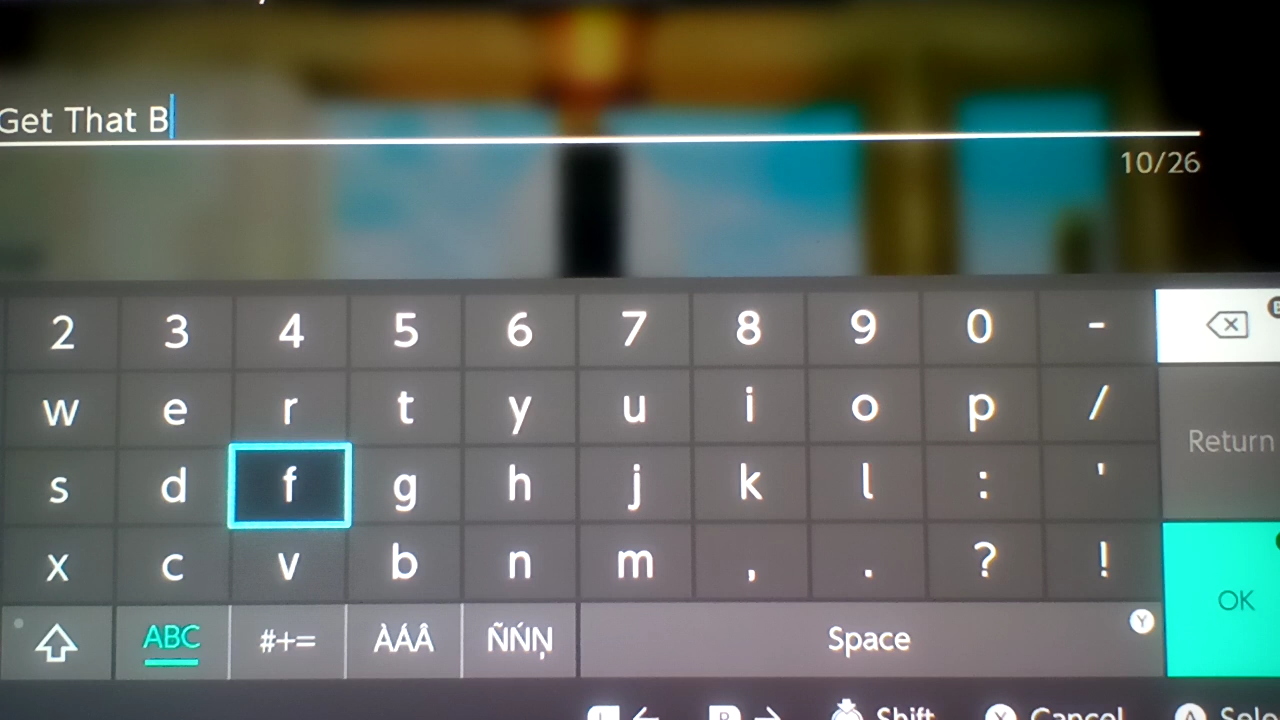 Get That B
10/26
2 3 4 5 6 7 8 9 0 -
w e r t y u i o p /
Return
s d f g h j k l : '
x c v b n m , . ? !
OK
ABC #+= ÀÁÂ ÑŃŅ Space Y
L ← R → Shift X Cancel A Sele